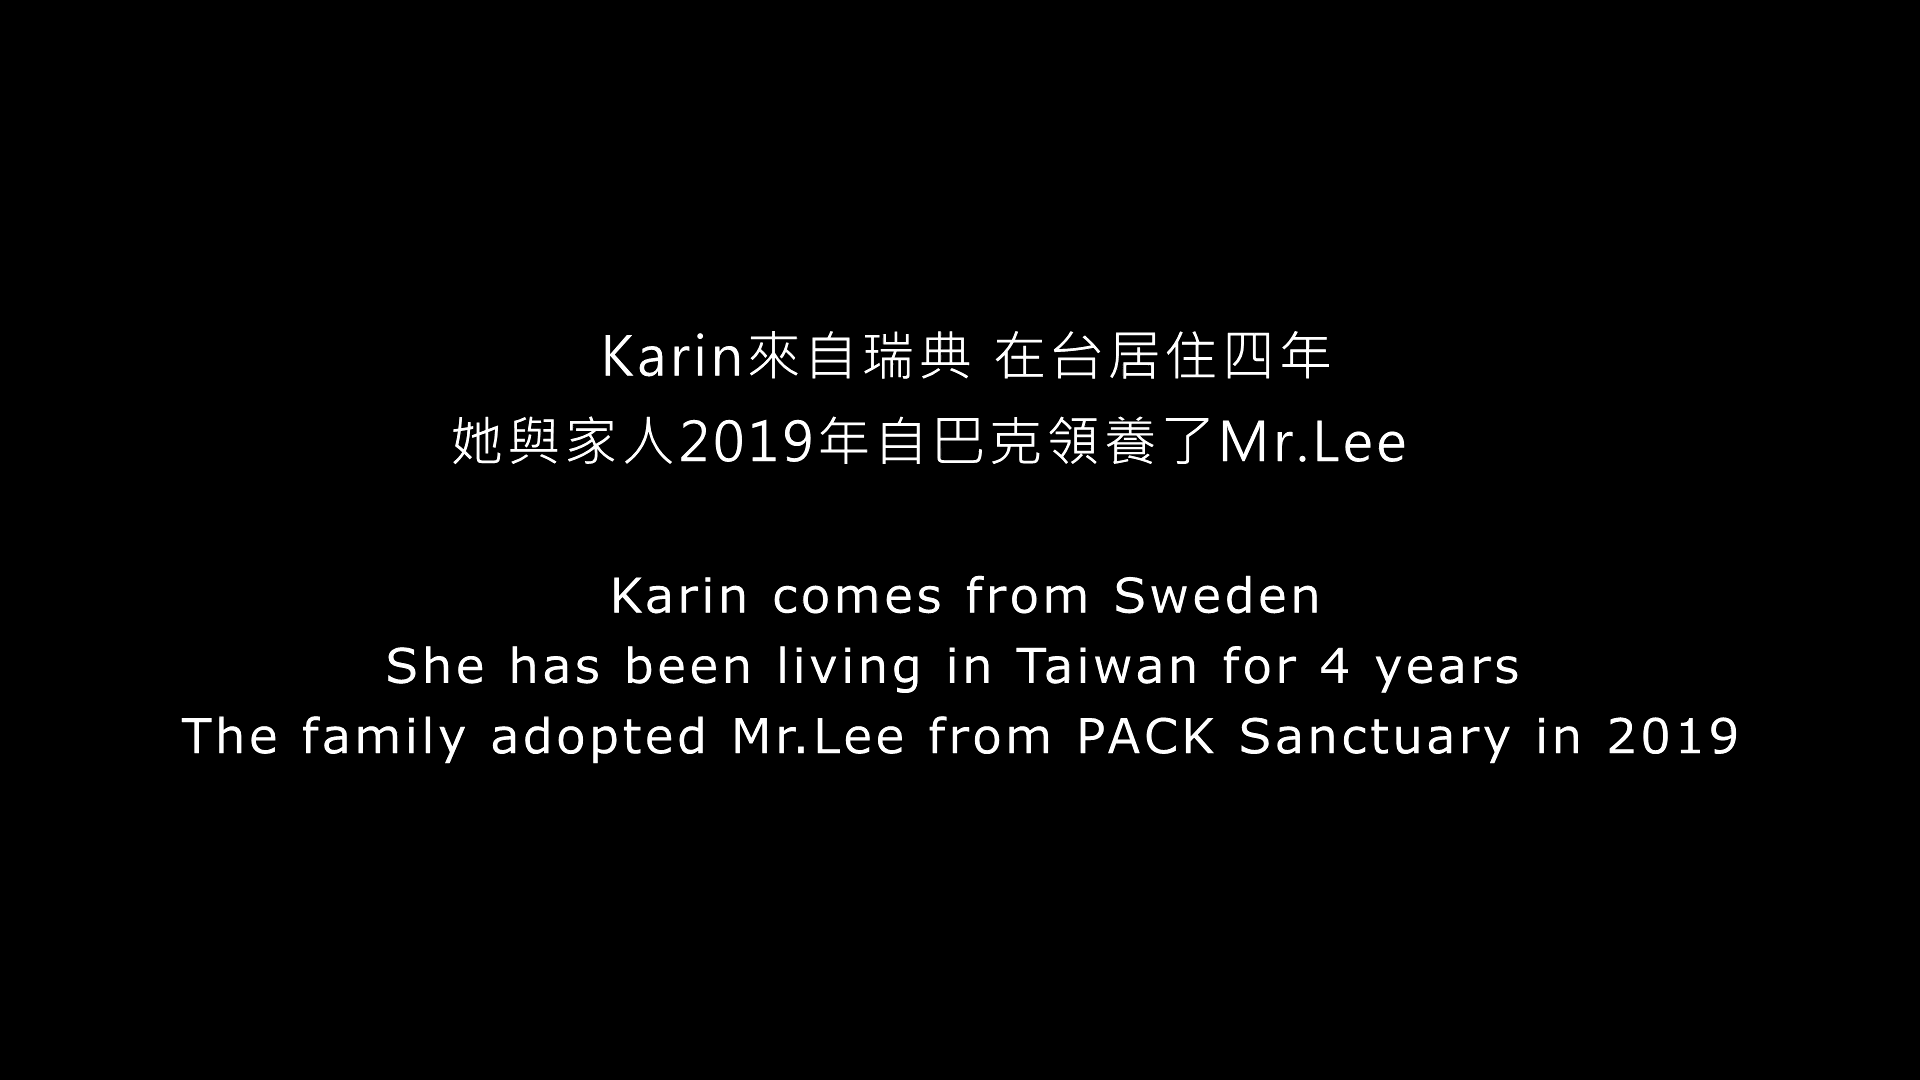 Karin來自瑞典 在台居住四年
她與家人2019年自巴克領養了Mr.Lee
Karin comes from Sweden
She has been living in Taiwan for 4 years
The family adopted Mr.Lee from PACK Sanctuary in 2019